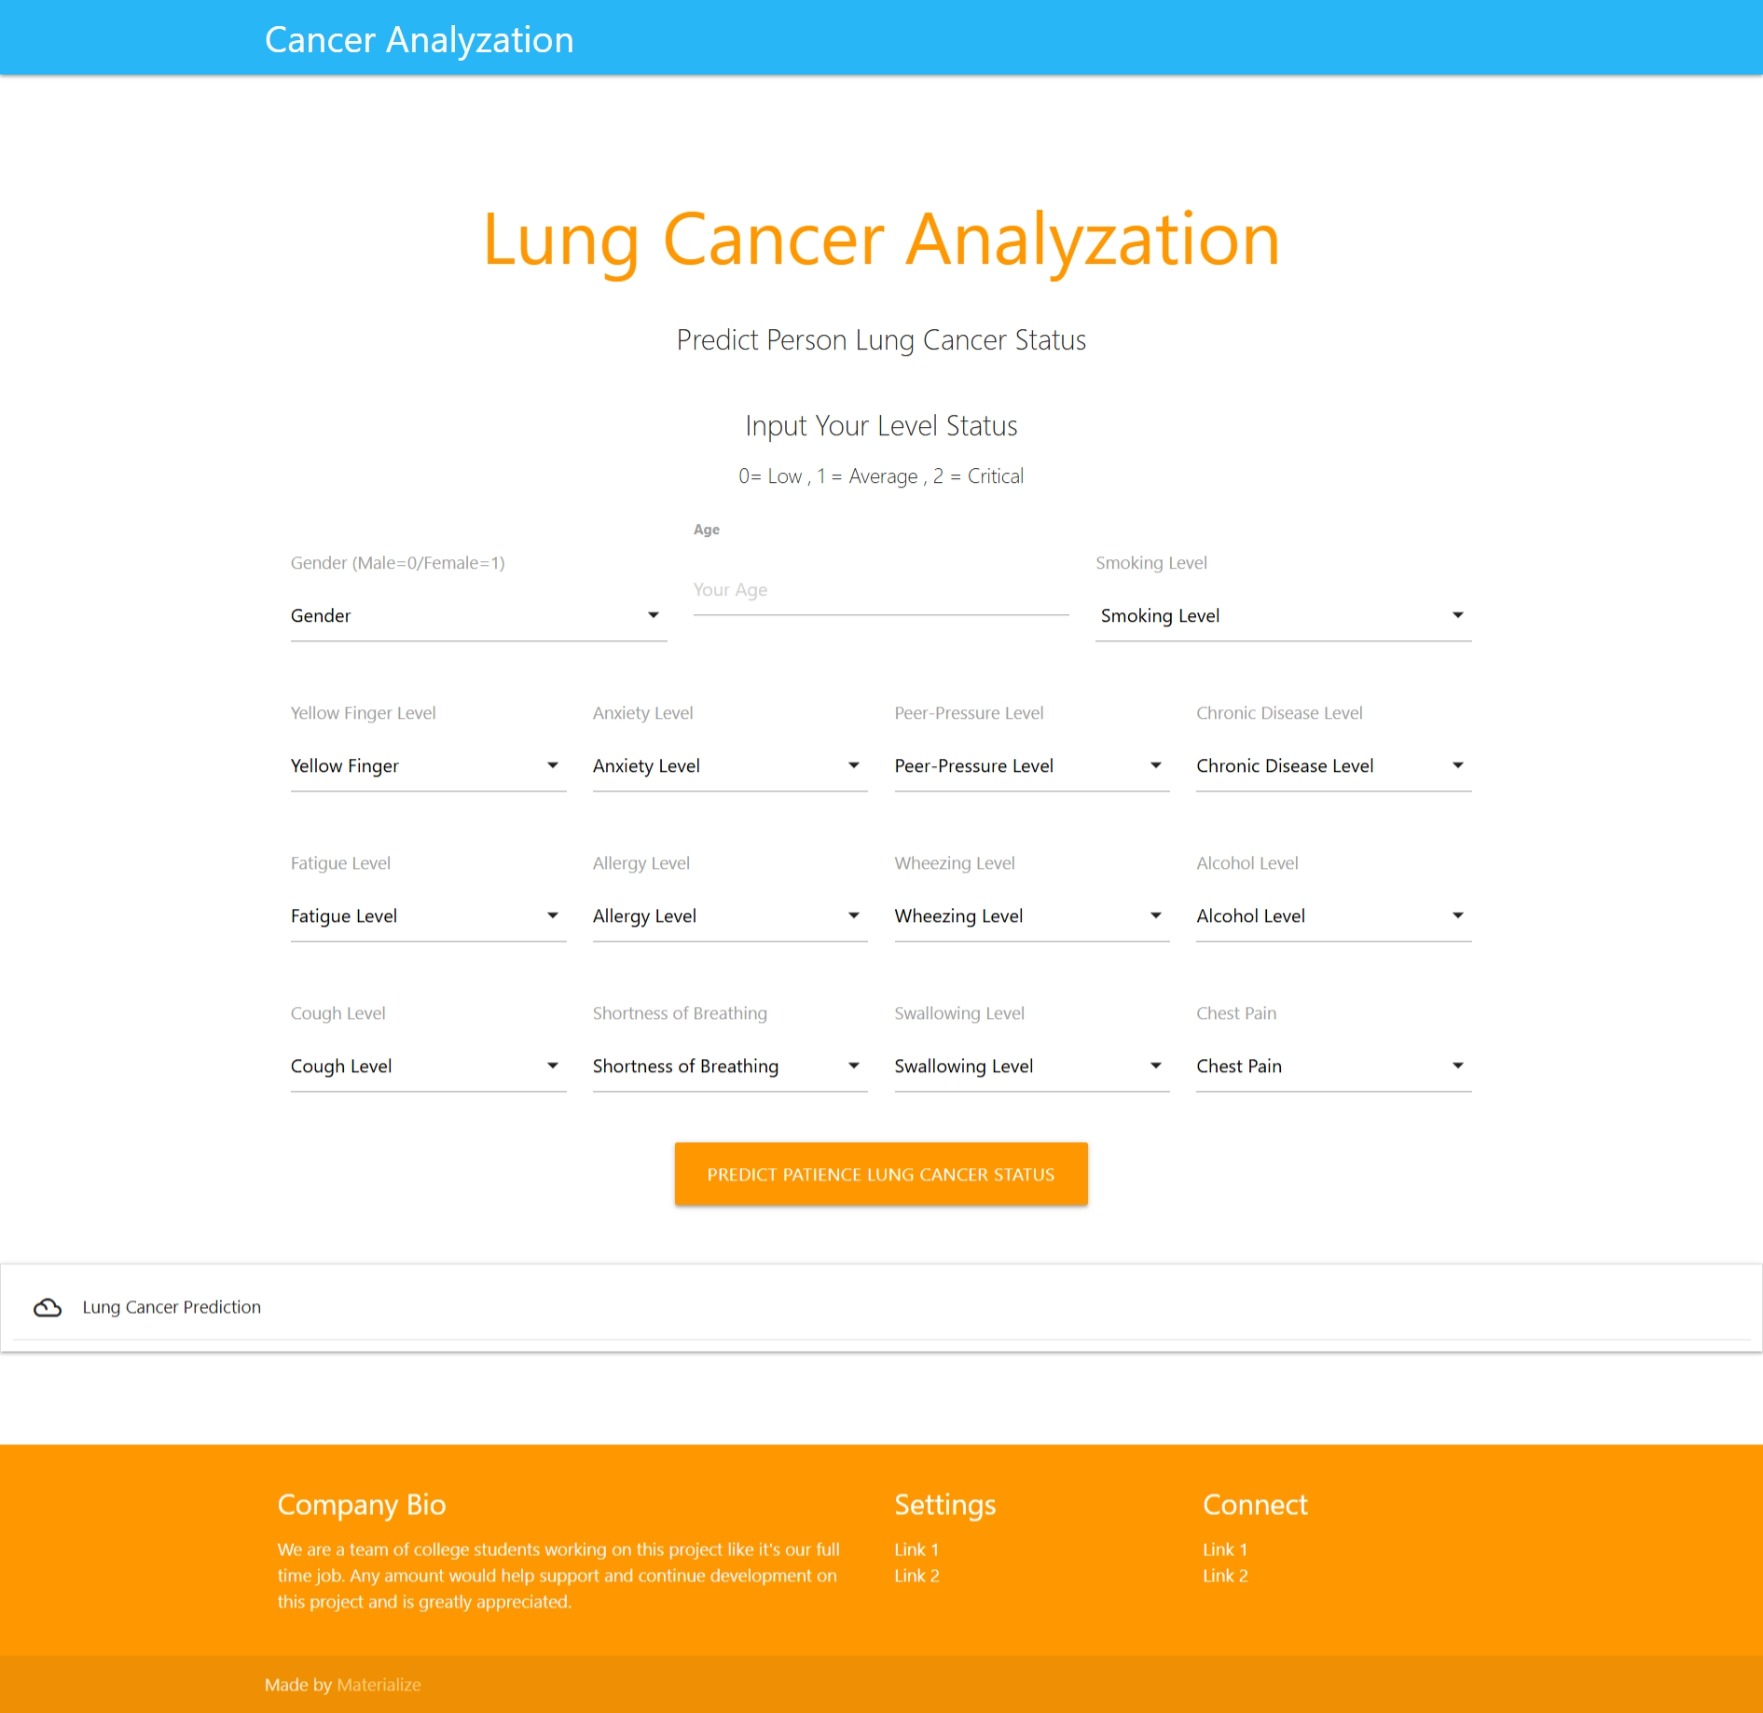 Cancer Analyzation
Lung Cancer Analyzation
Predict Person Lung Cancer Status
Input Your Level Status
0= Low , 1 = Average , 2 = Critical
Gender (Male=0/Female=1)
Gender
Age
Your Age
Smoking Level
Smoking Level
Yellow Finger Level
Yellow Finger
Anxiety Level
Anxiety Level
Peer-Pressure Level
Peer-Pressure Level
Chronic Disease Level
Chronic Disease Level
Fatigue Level
Fatigue Level
Allergy Level
Allergy Level
Wheezing Level
Wheezing Level
Alcohol Level
Alcohol Level
Cough Level
Cough Level
Shortness of Breathing
Shortness of Breathing
Swallowing Level
Swallowing Level
Chest Pain
Chest Pain
PREDICT PATIENCE LUNG CANCER STATUS
Lung Cancer Prediction
Company Bio
We are a team of college students working on this project like it's our full
time job. Any amount would help support and continue development on
this project and is greatly appreciated.
Settings
Link 1
Link 2
Connect
Link 1
Link 2
Made by Materialize